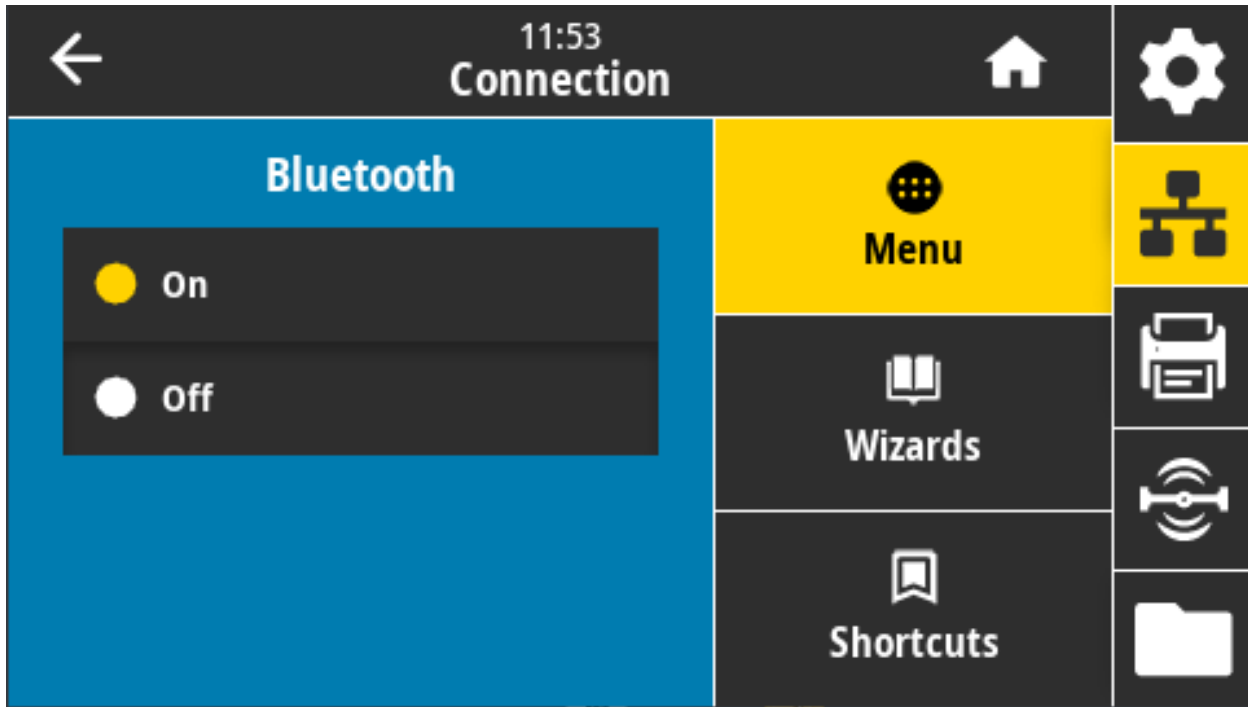 11:53
Connection
Bluetooth
On
Off
Menu
Wizards
Shortcuts